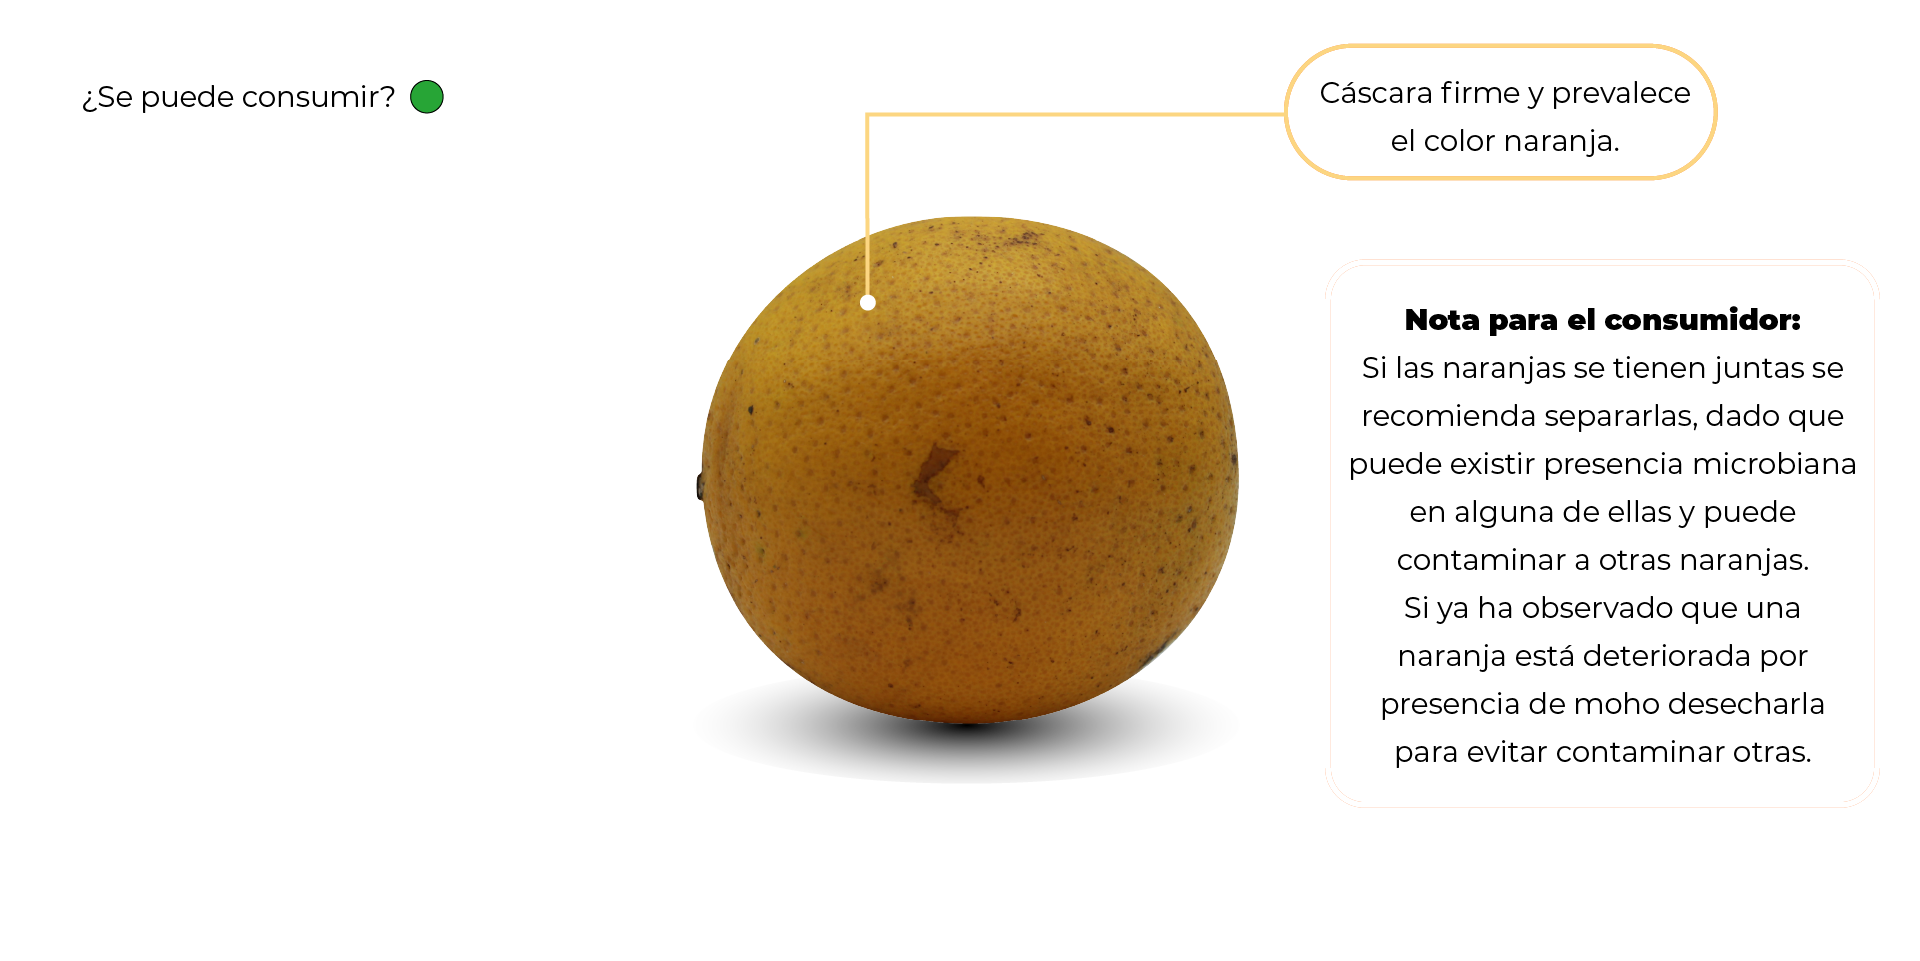 ¿Se puede consumir?
Cáscara firme y prevalece
el color naranja.
Nota para el consumidor:
Si las naranjas se tienen juntas se
recomienda separarlas, dado que
puede existir presencia microbiana
en alguna de ellas y puede
contaminar a otras naranjas.
Si ya ha observado que una
naranja está deteriorada por
presencia de moho desecharla
para evitar contaminar otras.